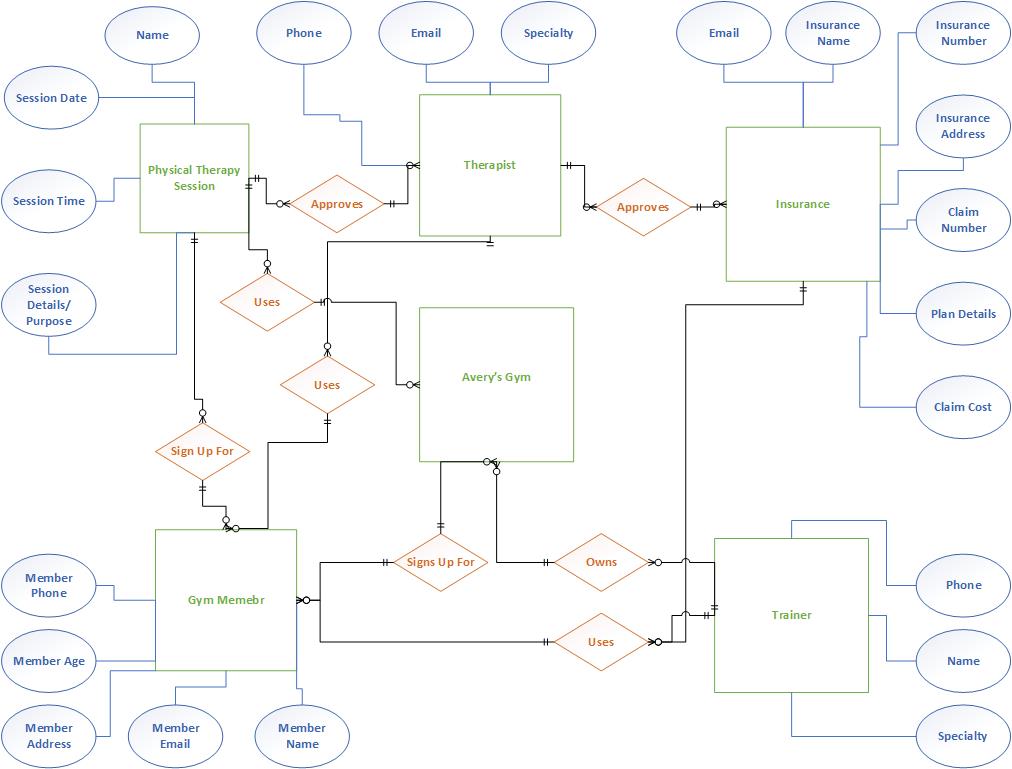 Name
Phone
Email
Specialty
Email
Insurance
Name
Insurance
Number
Session Date
Insurance
Address
Physical Therapy
Session
Therapist
Session Time
Approves
Approves
Insurance
Claim
Number
Session
Details/
Purpose
Uses
Plan Details
Uses
Avery's Gym
Claim Cost
Sign Up For
Signs Up For
Owns
Member
Phone
Gym Memebr
Trainer
Phone
Uses
Member Age
Name
Member
Address
Member
Email
Member
Name
Specialty